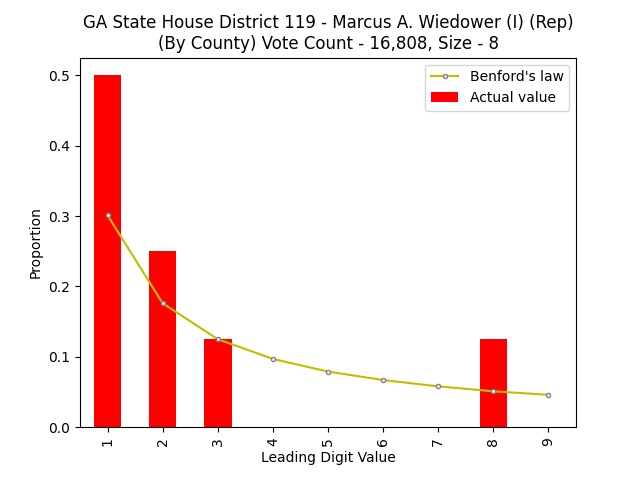 GA State House District 119 - Marcus A. Wiedower (I) (Rep)
(By County) Vote Count - 16,808, Size - 8
Benford's law
Actual value
Proportion
0.5
0.4
0.3
0.2
0.1
0.0
1 2 3 4 5 6 7 8 9
Leading Digit Value